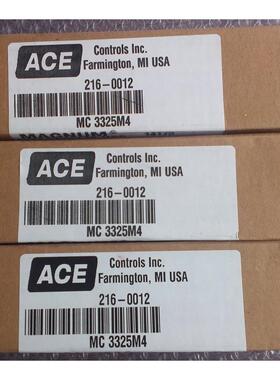 ACE
Controls Inc.
Farmington, MI USA
216-0012
MC 3325M4
MAGNUM®
ACE
Controls Inc.
Farmington, MI USA
216-0012
MC 3325M4
ACE
Controls Inc.
Farmington, MI USA
216-0012
MC 3325M4